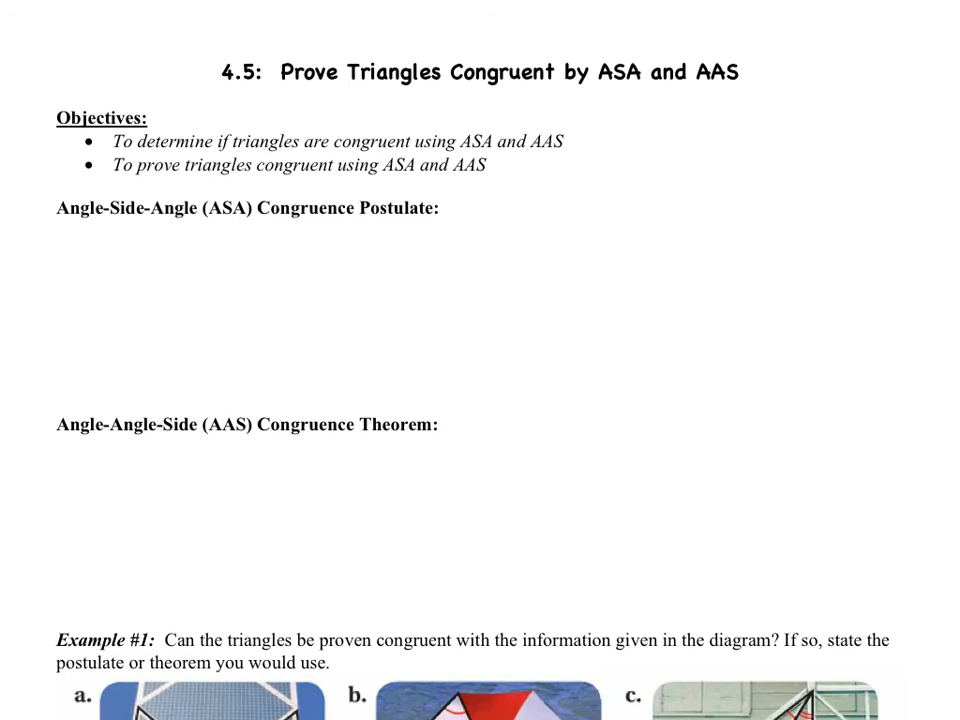 4.5: Prove Triangles Congruent by ASA and AAS
Objectives:
• To determine if triangles are congruent using ASA and AAS
• To prove triangles congruent using ASA and AAS
Angle-Side-Angle (ASA) Congruence Postulate:
Angle-Angle-Side (AAS) Congruence Theorem:
Example #1: Can the triangles be proven congruent with the information given in the diagram? If so, state the
postulate or theorem you would use.
a. b. c.